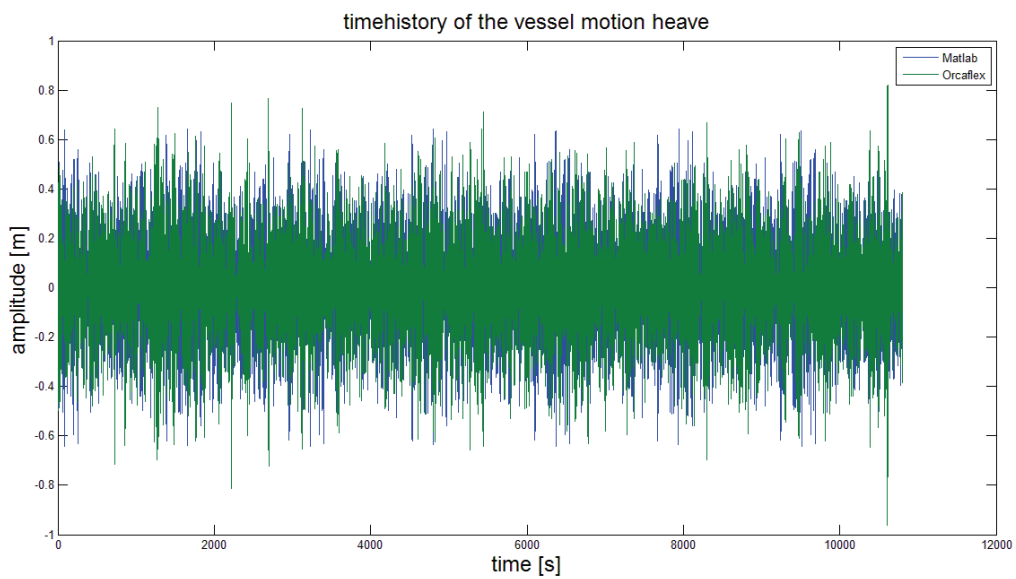 timehistory of the vessel motion heave
Matlab
Orcaflex
amplitude [m]
1
0.8
0.6
0.4
0.2
0
-0.2
-0.4
-0.6
-0.8
-1
0 2000 4000 6000 8000 10000 12000
time [s]